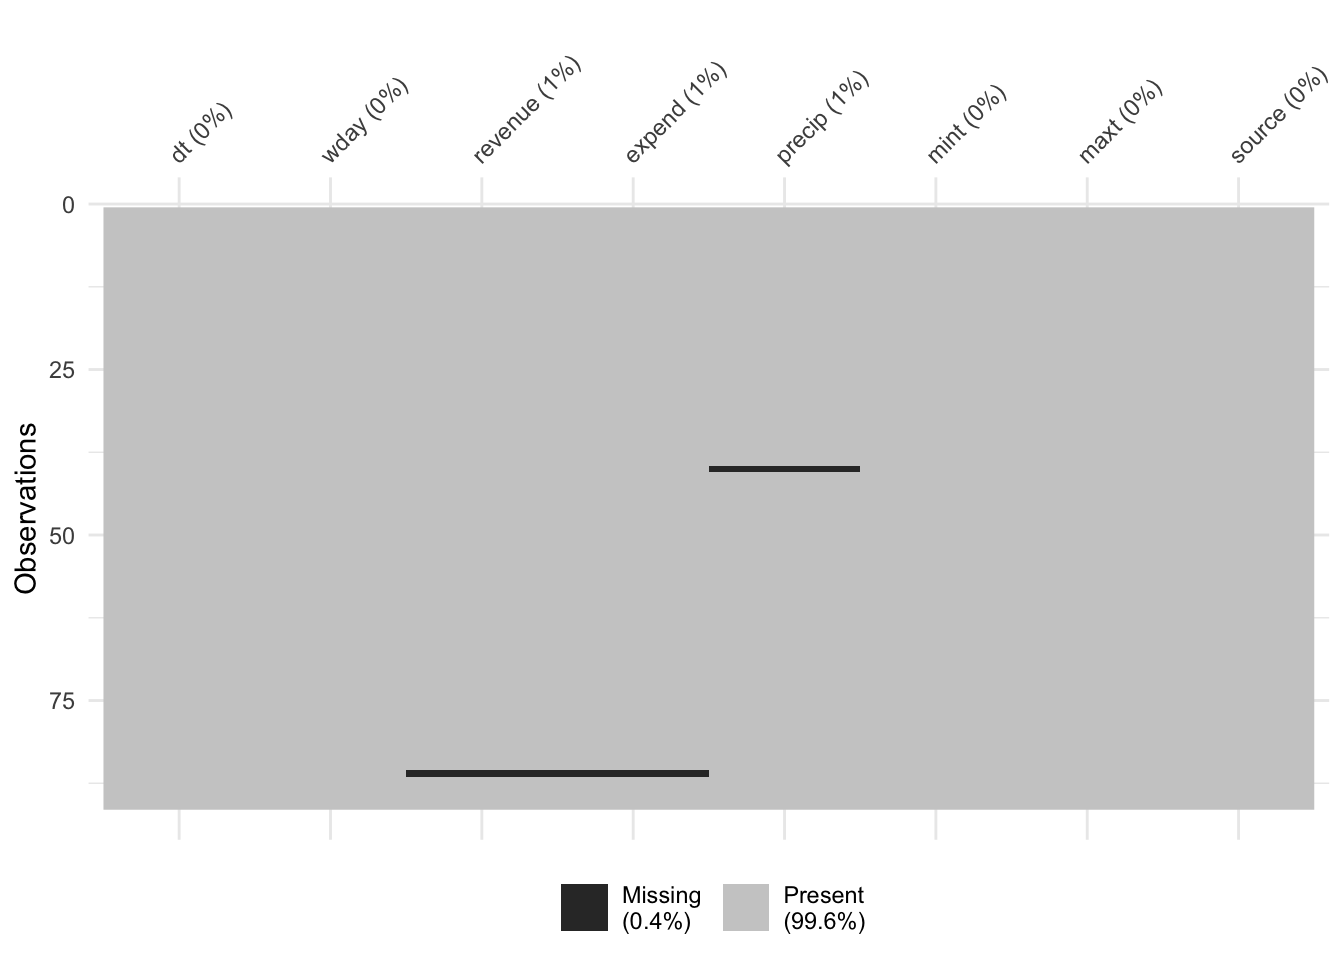 dt (0%)
wday (0%)
revenue (1%)
expend (1%)
precip (1%)
mint (0%)
maxt (0%)
source (0%)
0
25
50
75
Observations
Missing
(0.4%)
Present
(99.6%)